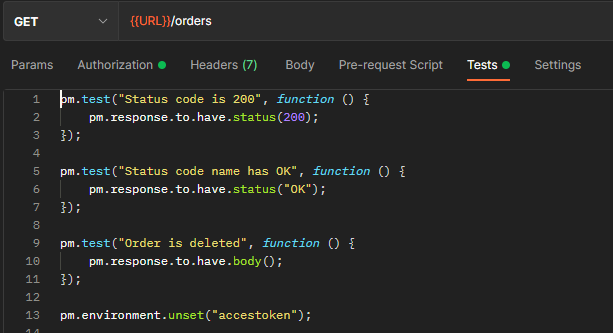 GET {{URL}}/orders
Params Authorization Headers (7) Body Pre-request Script Tests Settings
1 pm.test("Status code is 200", function () {
2 pm.response.to.have.status(200);
3 });
4
5 pm.test("Status code name has OK", function () {
6 pm.response.to.have.status("OK");
7 });
8
9 pm.test("Order is deleted", function () {
10 pm.response.to.have.body();
11 });
12
13 pm.environment.unset("accestoken");
14